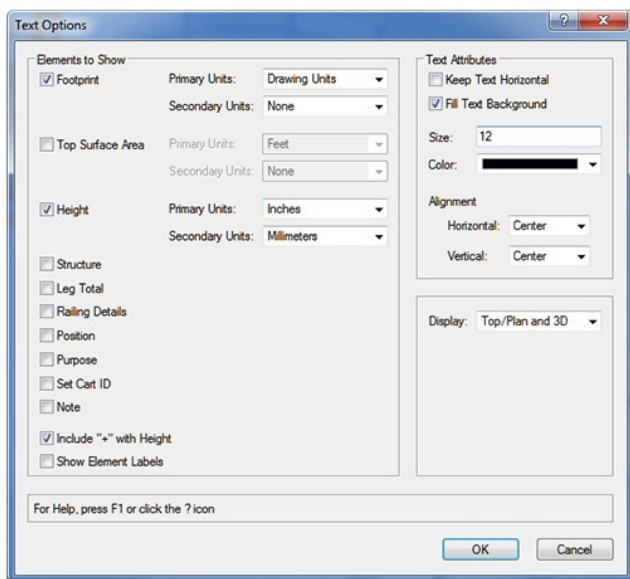 Text Options
Elements to Show
Footprint Primary Units: Drawing Units
Secondary Units: None
Top Surface Area Primary Units: Feet
Secondary Units: None
Height Primary Units: Inches
Secondary Units: Millimeters
Structure
Leg Total
Railing Details
Position
Purpose
Set Cart ID
Note
Include "+" with Height
Show Element Labels
Text Attributes
Keep Text Horizontal
Fill Text Background
Size: 12
Color:
Alignment
Horizontal: Center
Vertical: Center
Display: Top/Plan and 3D
For Help, press F1 or click the ? icon
OK Cancel